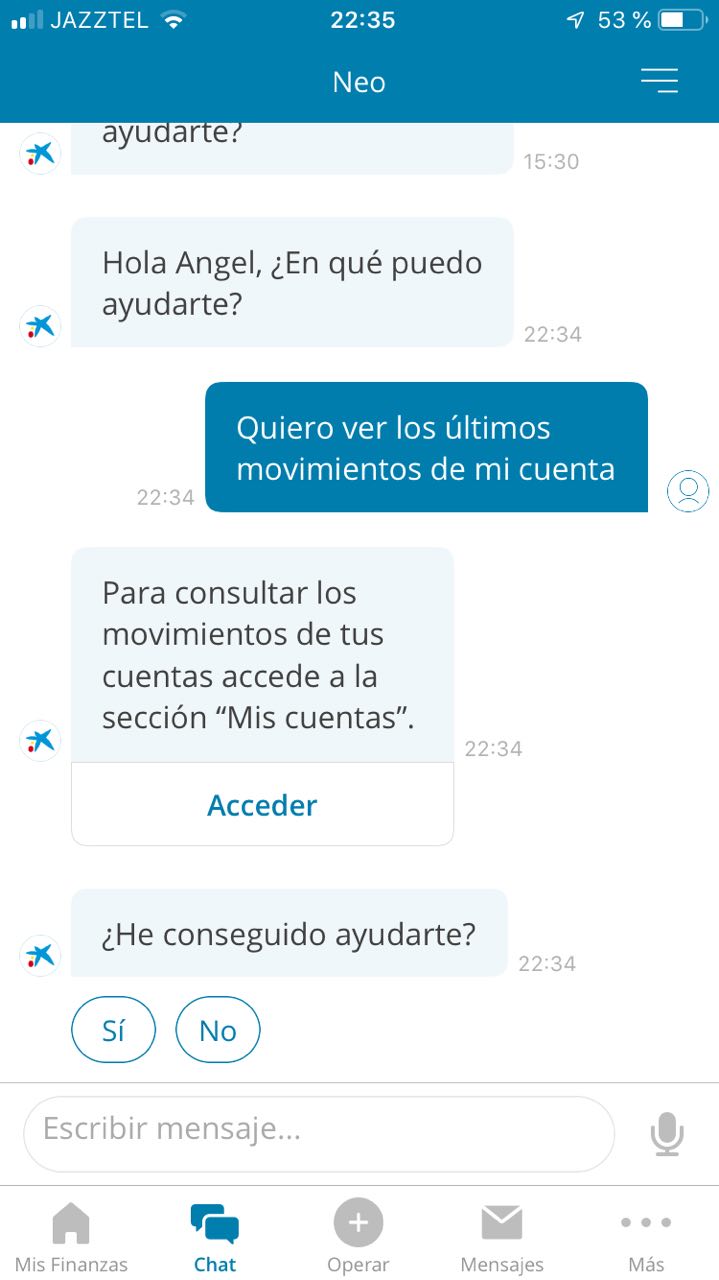 JAZZTEL 22:35 53 %
Neo
ayudarte?
15:30
Hola Angel, ¿En qué puedo
ayudarte?
22:34
Quiero ver los últimos
movimientos de mi cuenta
22:34
Para consultar los
movimientos de tus
cuentas accede a la
sección “Mis cuentas”.
22:34
Acceder
¿He conseguido ayudarte?
22:34
Sí No
Escribir mensaje...
Mis Finanzas Chat Operar Mensajes Más